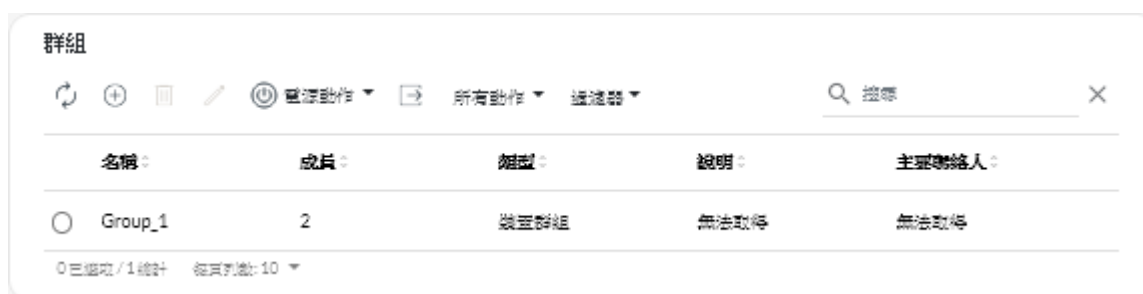 群組
電源動作 所有動作 過濾器 搜尋
名稱 成員 類型 說明 主要聯絡人
Group_1 2 裝置群組 無法取得 無法取得
0 已選取 / 1 總計 每頁列數: 10